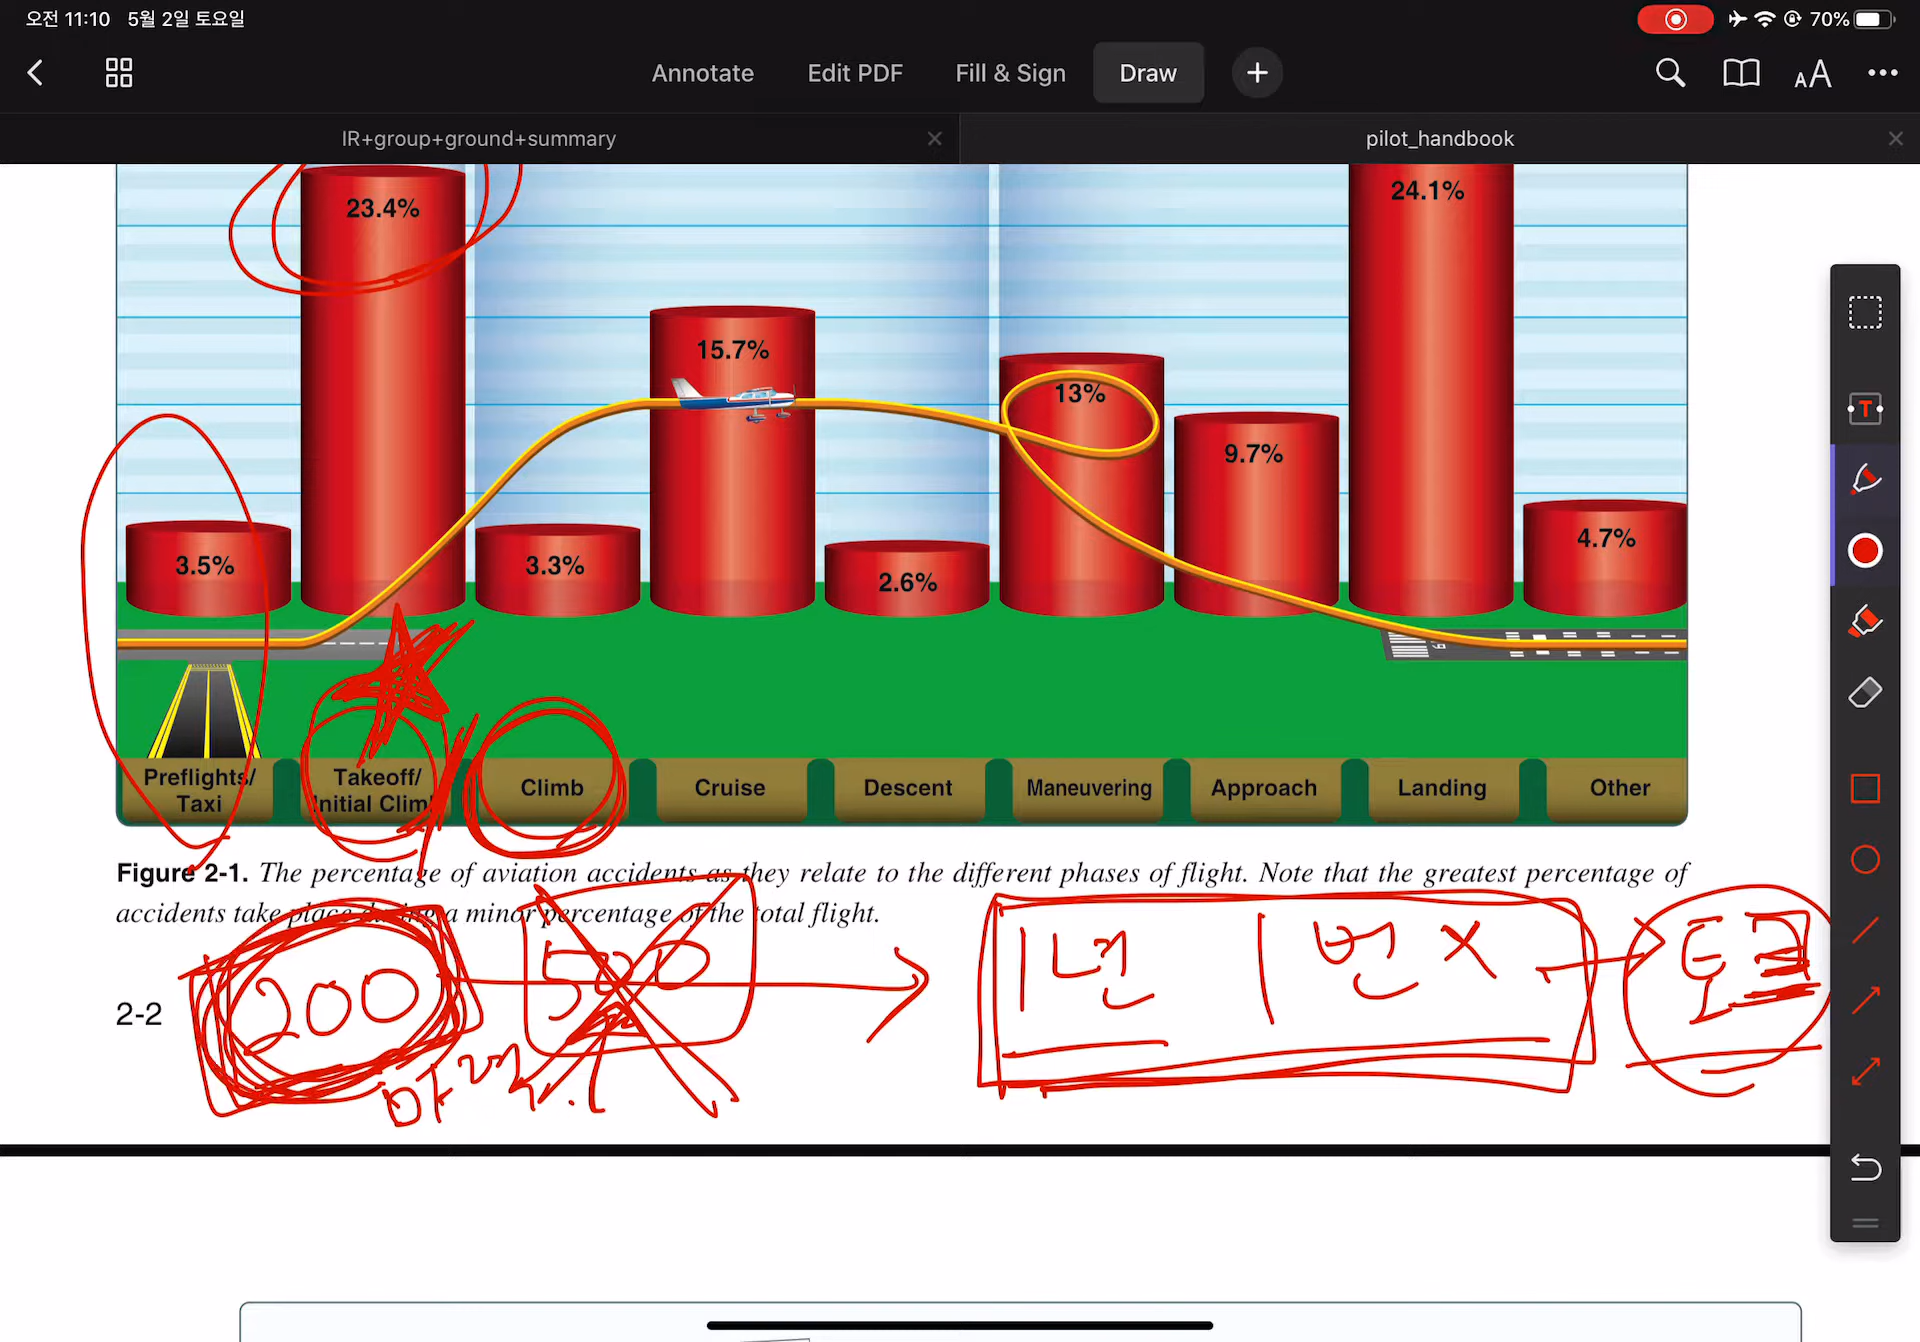 오전 11:10 5월 2일 토요일
70%
Annotate Edit PDF Fill & Sign Draw
AA
IR+group+ground+summary
pilot_handbook
23.4%
24.1%
15.7%
13%
9.7%
3.5%
3.3%
2.6%
4.7%
Preflights/
Taxi
Takeoff/
Initial Climb
Climb
Cruise
Descent
Maneuvering
Approach
Landing
Other
Figure 2-1. The percentage of aviation accidents as they relate to the different phases of flight. Note that the greatest percentage of
accidents take place during a minor percentage of the total flight.
2-2
200
500
1년 1번 X